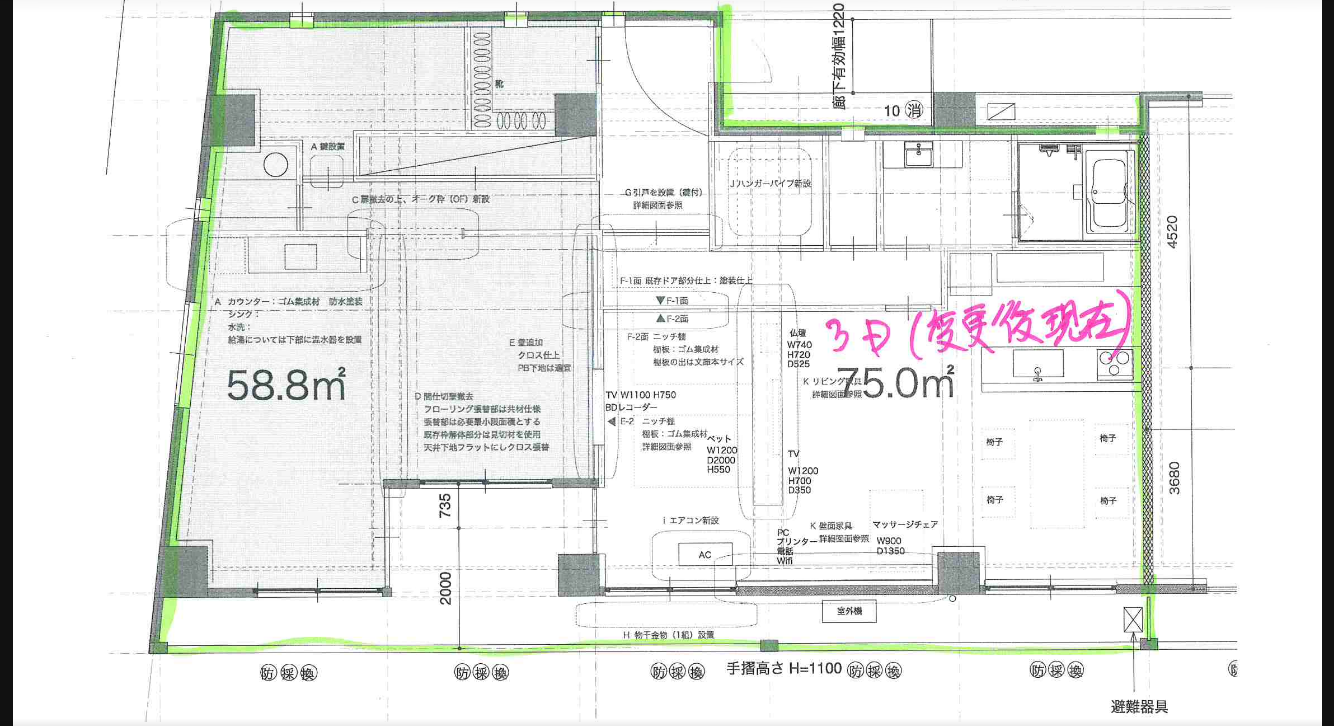 廊下有効幅1220
10 消
靴
A 鍵設置
C 扉撤去の上、オーク枠(OF)新設
G 引戸を設置(鍵付)
詳細図面参照
J ハンガーパイプ新設
4520
A カウンター:ゴム集成材 防水塗装
シンク:
水洗:
給湯については下部に温水器を設置
F-1面 既存ドア部分仕上:塗装仕上
▼F-1面
▲F-2面
F-2面 ニッチ棚
棚板:ゴム集成材
棚板の出は文庫本サイズ
E 壁追加
クロス仕上
PB下地は適宜
仏壇
W740
H720
D525
3F(変更後現在)
58.8㎡
75.0㎡
K リビング家具
詳細図面参照
D 間仕切壁撤去
フローリング張替部は共材仕様
張替部は必要最小限面積とする
既存枠解体部分は見切材を使用
天井下地フラットにしクロス張替
TV W1100 H750
BDレコーダー
◀F-2 ニッチ棚
棚板:ゴム集成材
詳細図面参照
ベット
W1200
D2000
H550
TV
W1200
H700
D350
椅子
椅子
椅子
椅子
3680
735
I エアコン新設
AC
PC
プリンター
電話
Wifi
K 壁面家具
詳細図面参照
マッサージチェア
W900
D1350
2000
室外機
H 物干金物(1組)設置
防 採 換
防 採 換
防 採 換
手摺高さ H=1100
防 採 換
防 採 換
避難器具